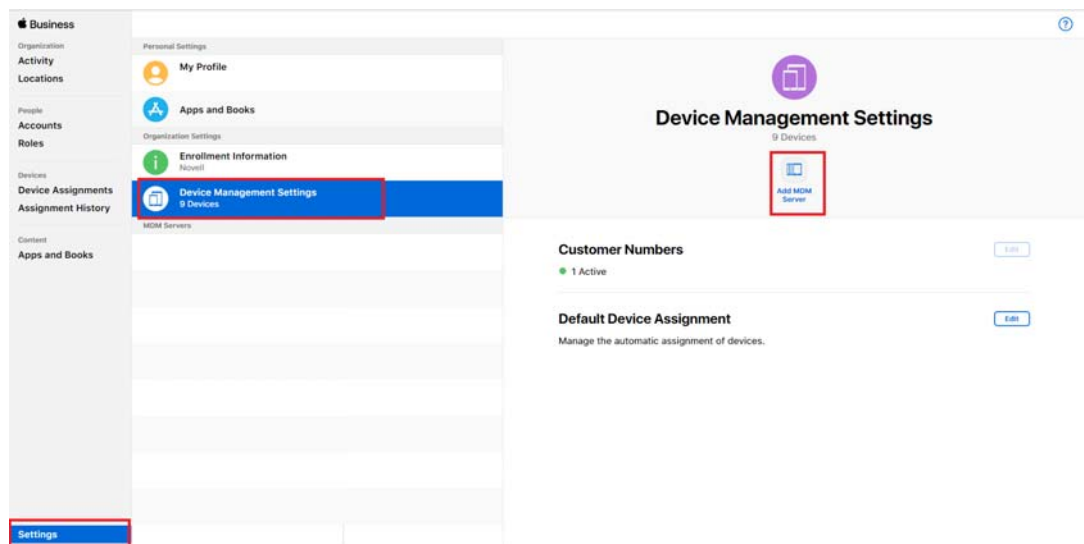 Business
Organization
Activity
Locations
People
Accounts
Roles
Devices
Device Assignments
Assignment History
Content
Apps and Books
Settings
Personal Settings
My Profile
Apps and Books
Organization Settings
Enrollment Information
Novell
Device Management Settings
9 Devices
MDM Servers
?
Device Management Settings
9 Devices
Add MDM
Server
Customer Numbers
Edit
1 Active
Default Device Assignment
Edit
Manage the automatic assignment of devices.